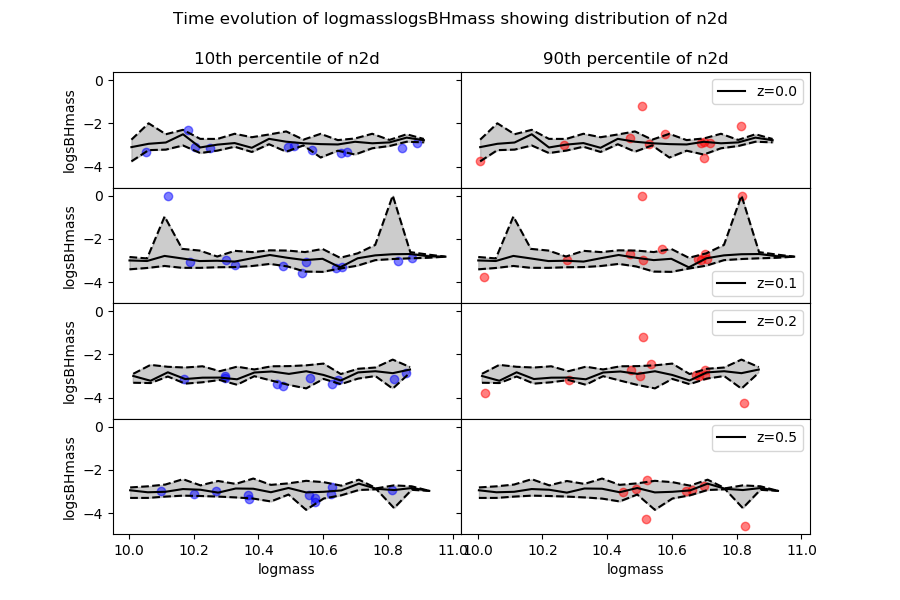 Time evolution of logmasslogsBHmass showing distribution of n2d
10th percentile of n2d 90th percentile of n2d
0
−2
−4
logsBHmass
z=0.0
0
−2
−4
logsBHmass
z=0.1
0
−2
−4
logsBHmass
z=0.2
0
−2
−4
logsBHmass
z=0.5
10.0 10.2 10.4 10.6 10.8 11.0 10.0 10.2 10.4 10.6 10.8 11.0
logmass logmass